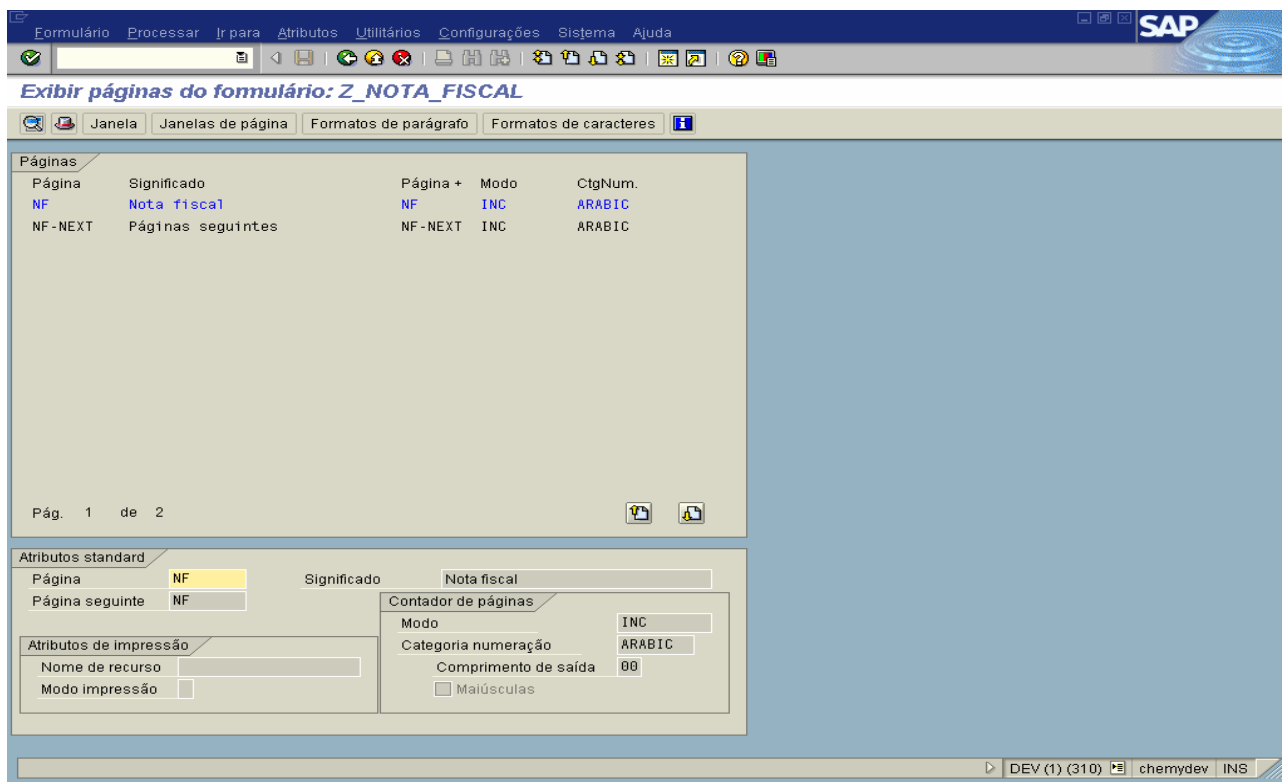 Formulário Processar Ir para Atributos Utilitários Configurações Sistema Ajuda
SAP
Exibir páginas do formulário: Z_NOTA_FISCAL
Janela Janelas de página Formatos de parágrafo Formatos de caracteres
Páginas
Página Significado Página + Modo CtgNum.
NF Nota fiscal NF INC ARABIC
NF-NEXT Páginas seguintes NF-NEXT INC ARABIC
Pág. 1 de 2
Atributos standard
Página NF Significado Nota fiscal
Página seguinte NF
Contador de páginas
Modo INC
Atributos de impressão
Categoria numeração ARABIC
Nome de recurso
Comprimento de saída 00
Modo impressão
Maiúsculas
DEV (1) (310) chemydev INS